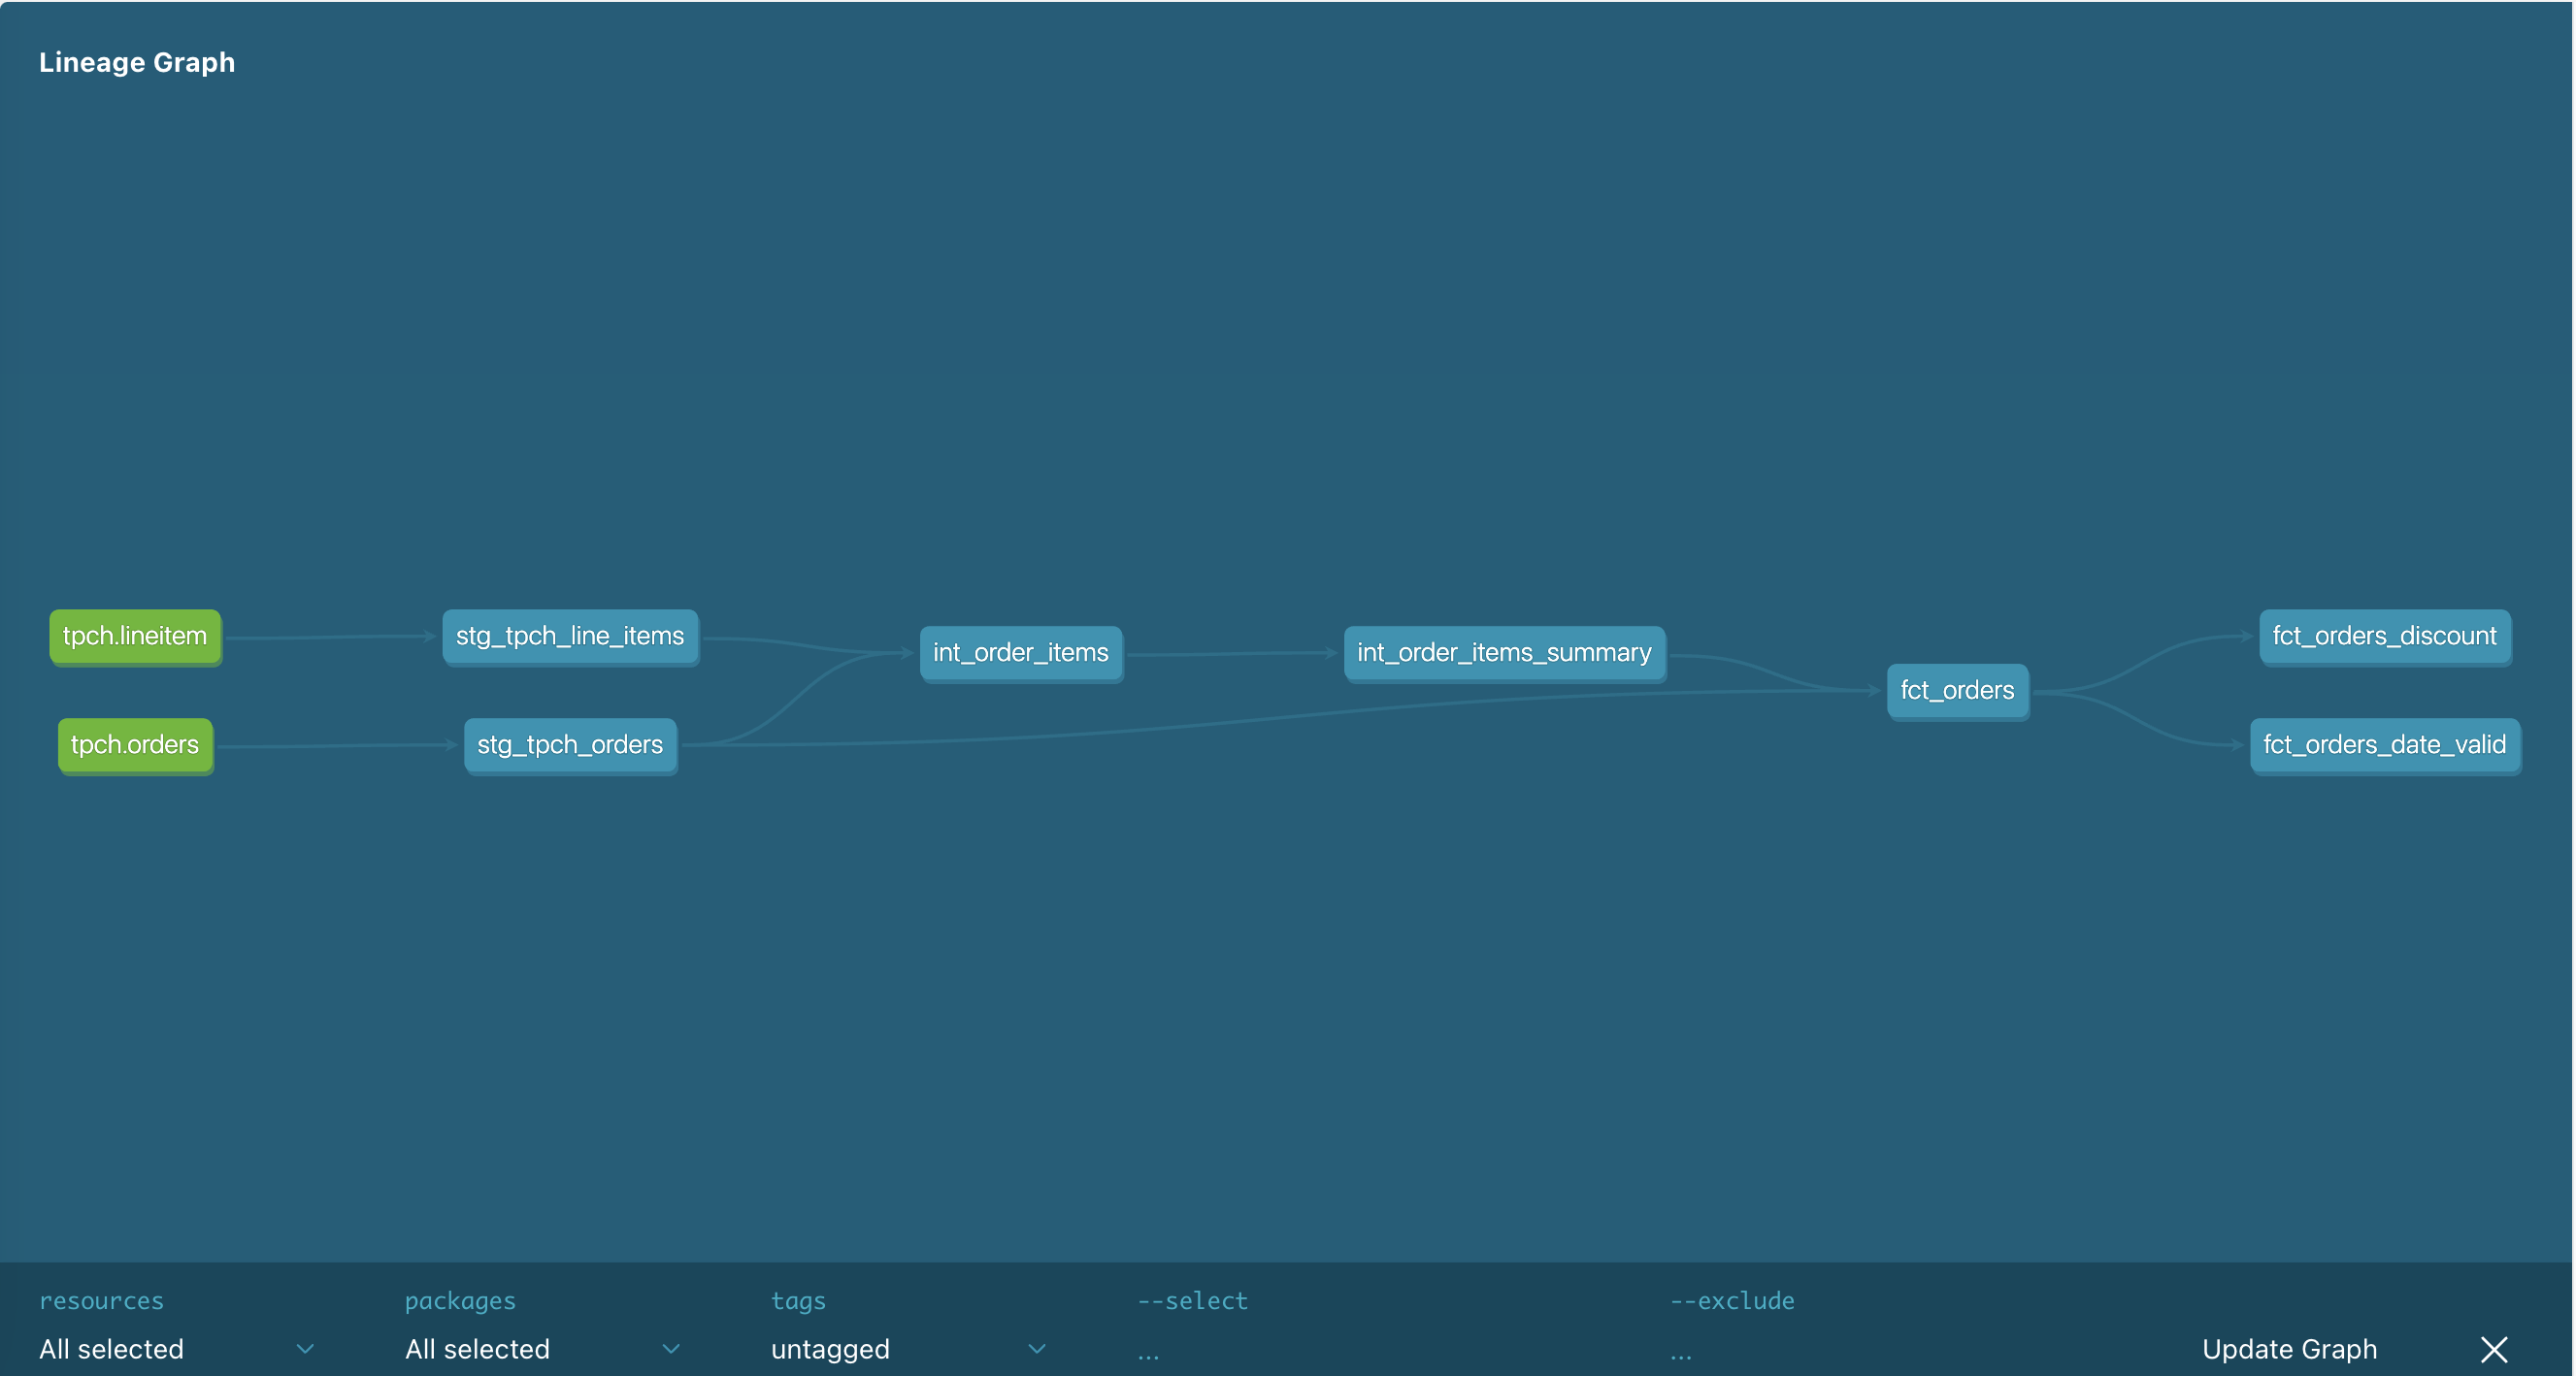 Lineage Graph
tpch.lineitem
stg_tpch_line_items
int_order_items
int_order_items_summary
fct_orders_discount
fct_orders
tpch.orders
stg_tpch_orders
fct_orders_date_valid
resources
packages
tags
--select
--exclude
All selected
All selected
untagged
...
...
Update Graph